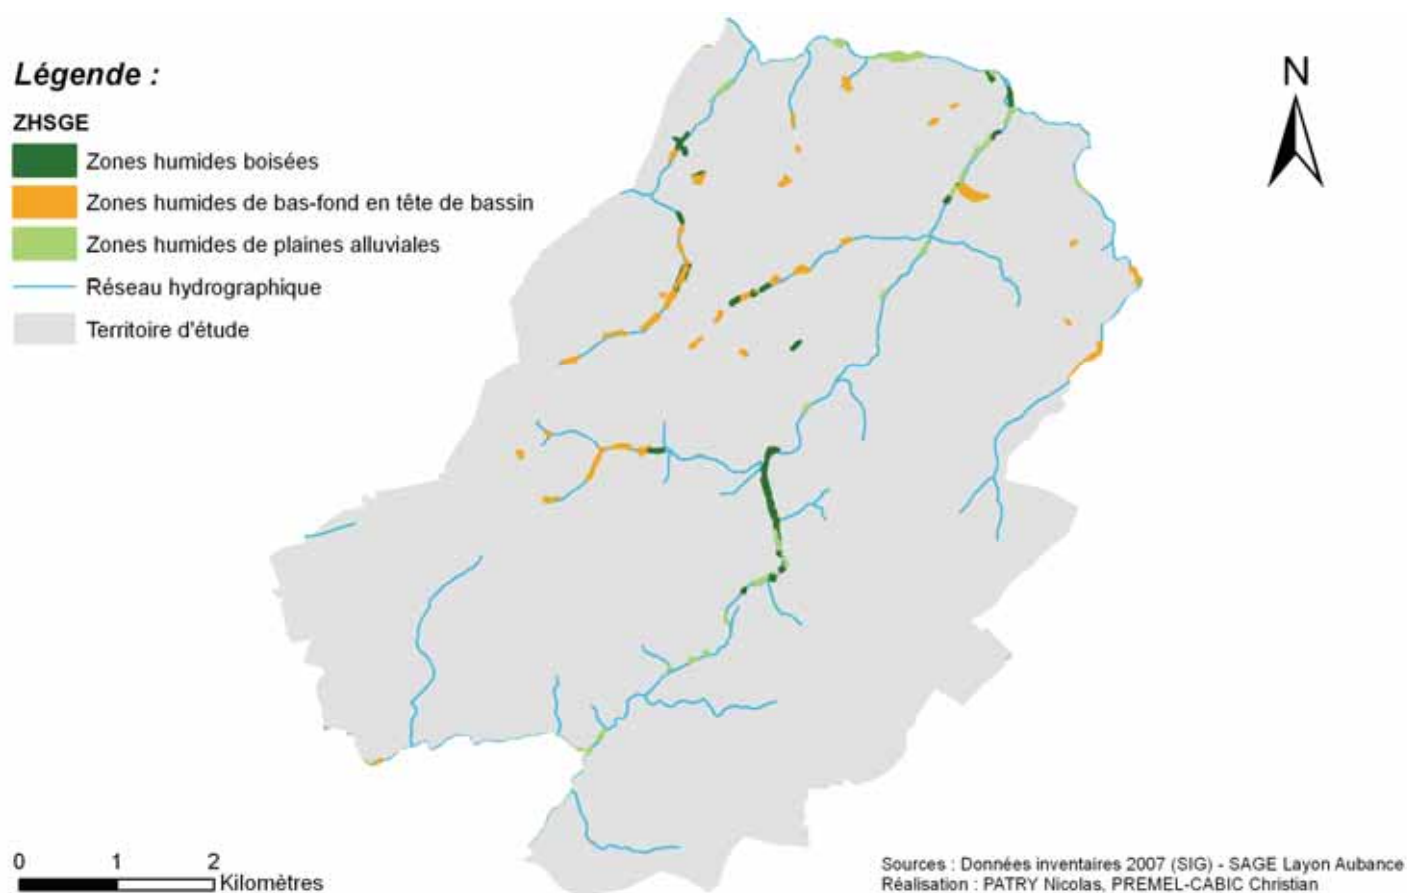 Légende :
N
ZHSGE
Zones humides boisées
Zones humides de bas-fond en tête de bassin
Zones humides de plaines alluviales
Réseau hydrographique
Territoire d'étude
0 1 2
Kilomètres
Sources : Données inventaires 2007 (SIG) - SAGE Layon Aubance
Réalisation : PATRY Nicolas, PREMEL-CABIC Christian